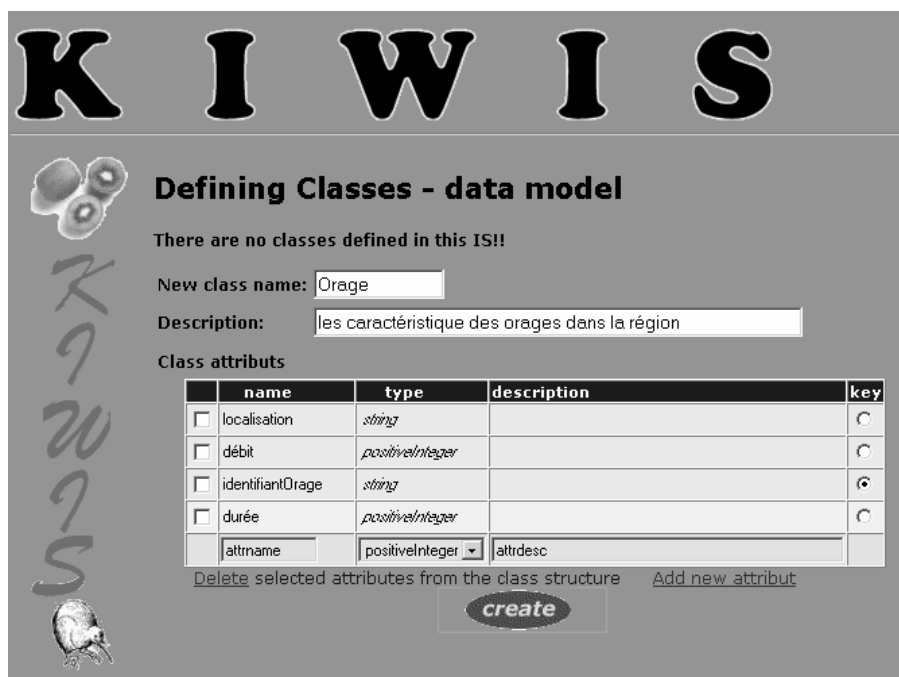 K I W I S
Defining Classes - data model
There are no classes defined in this IS!!
New class name: Orage
Description: les caractéristique des orages dans la région
Class attributs
name type description key
localisation string
débit positiveInteger
identifiantOrage string
durée positiveInteger
attrname positiveInteger attrdesc
Delete selected attributes from the class structure Add new attribut
create
K
I
W
I
S